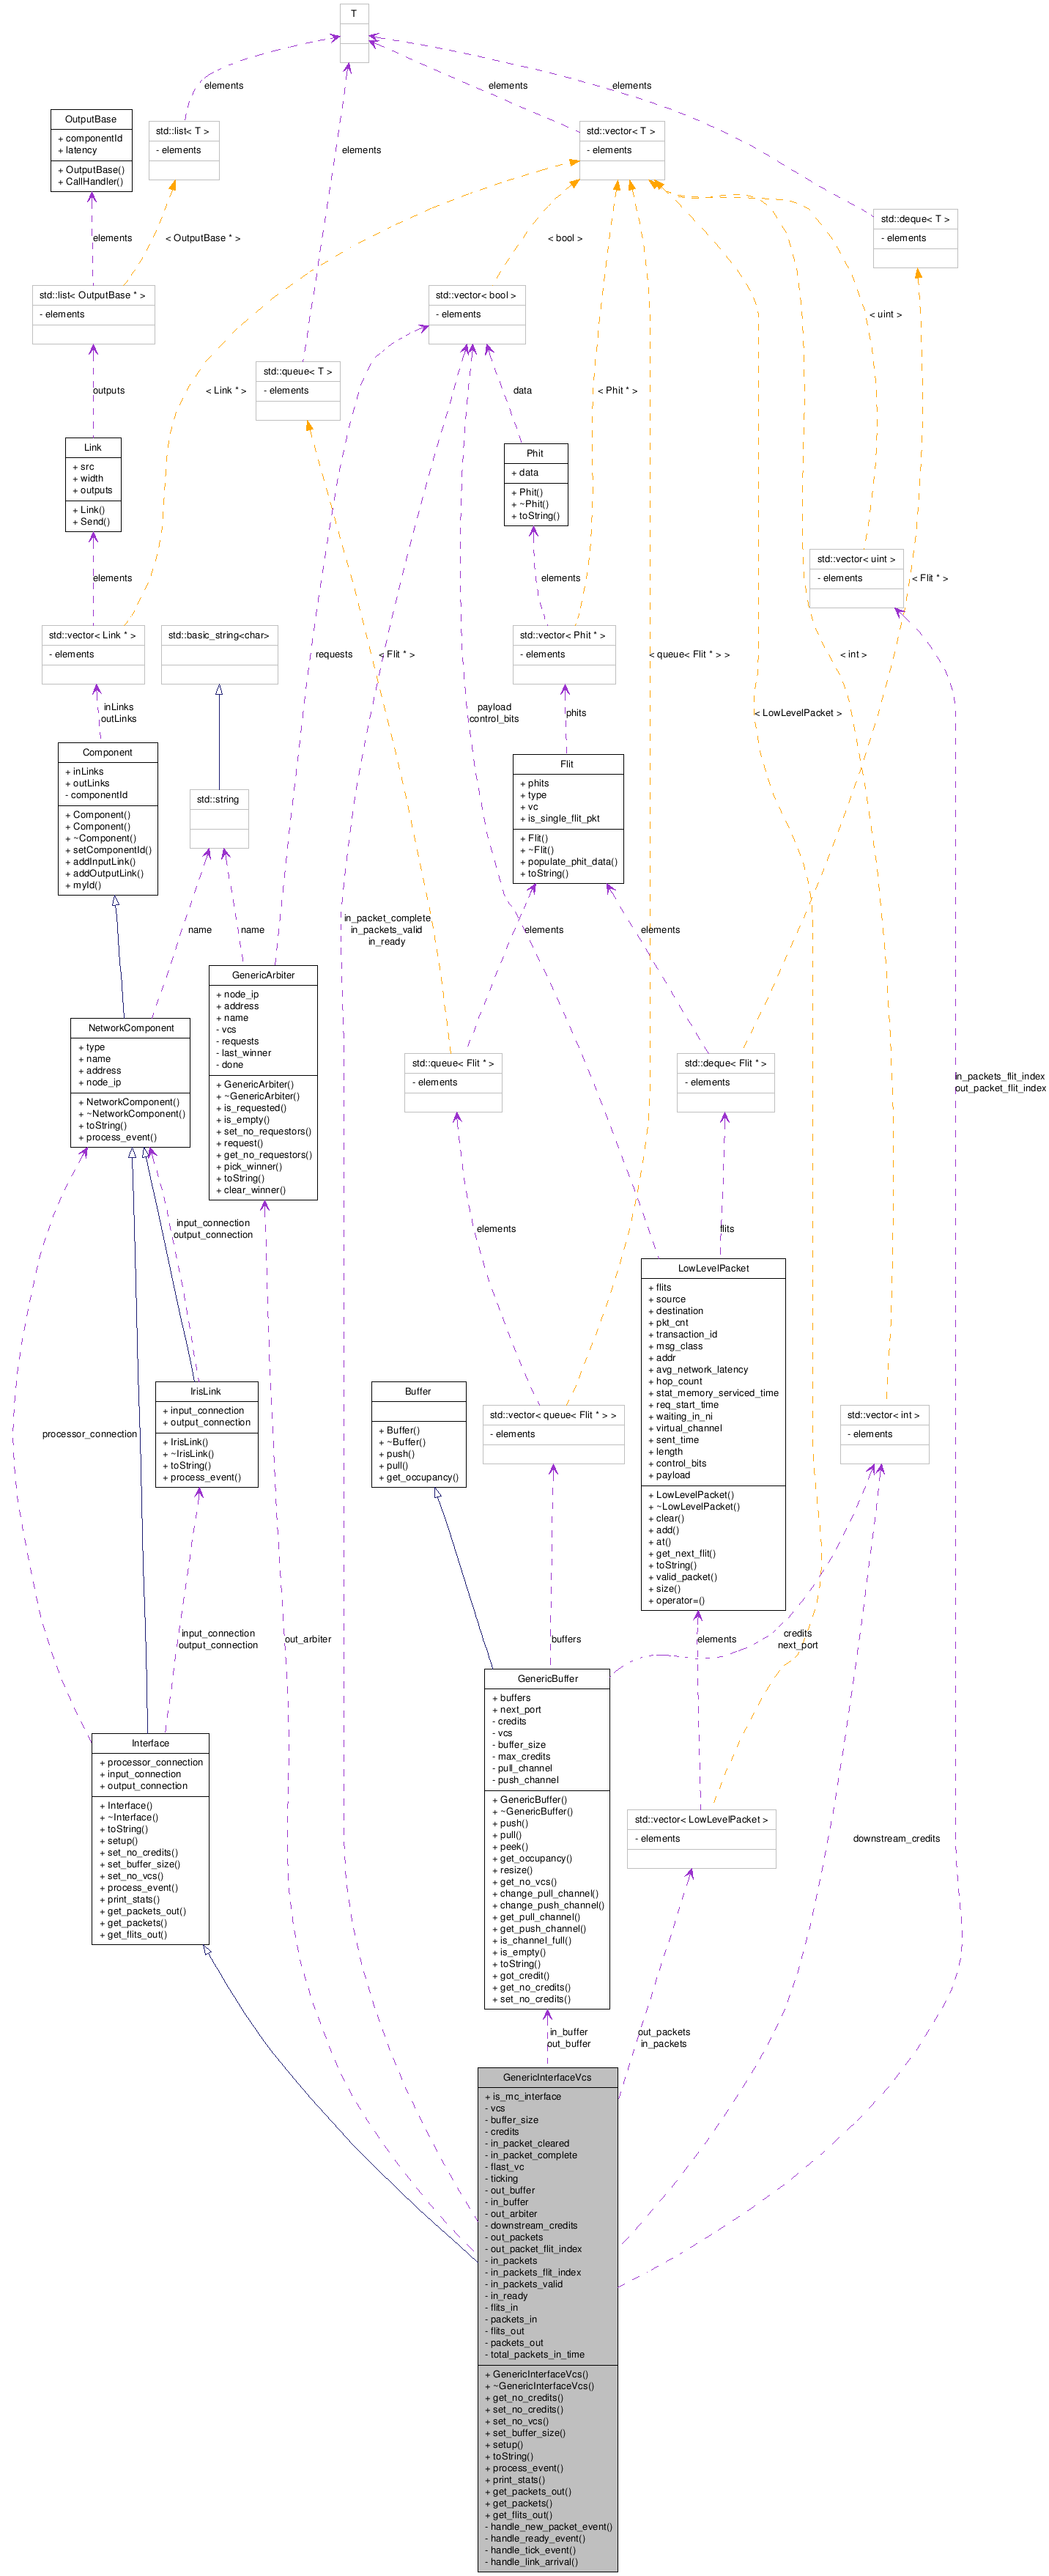 T
elements
elements
elements
elements
OutputBase
+ componentId
+ latency
+ OutputBase()
+ CallHandler()
std::list< T >
- elements
std::vector< T >
- elements
std::deque< T >
- elements
elements
< OutputBase * >
< bool >
std::list< OutputBase * >
- elements
std::vector< bool >
- elements
< uint >
std::queue< T >
- elements
outputs
< Link * >
data
< Phit * >
Link
+ src
+ width
+ outputs
+ Link()
+ Send()
Phit
+ data
+ Phit()
+ ~Phit()
+ toString()
std::vector< uint >
- elements
elements
elements
< Flit * >
std::vector< Link * >
- elements
std::basic_string<char>
std::vector< Phit * >
- elements
requests
< Flit * >
< queue< Flit * > >
< int >
inLinks
outLinks
payload
control_bits
phits
< LowLevelPacket >
Component
+ inLinks
+ outLinks
- componentId
+ Component()
+ Component()
+ ~Component()
+ setComponentId()
+ addInputLink()
+ addOutputLink()
+ myId()
std::string
Flit
+ phits
+ type
+ vc
+ is_single_flit_pkt
+ Flit()
+ ~Flit()
+ populate_phit_data()
+ toString()
name
name
in_packet_complete
in_packets_valid
in_ready
elements
elements
NetworkComponent
+ type
+ name
+ address
+ node_ip
+ NetworkComponent()
+ ~NetworkComponent()
+ toString()
+ process_event()
GenericArbiter
+ node_ip
+ address
+ name
- vcs
- requests
- last_winner
- done
+ GenericArbiter()
+ ~GenericArbiter()
+ is_requested()
+ is_empty()
+ set_no_requestors()
+ request()
+ get_no_requestors()
+ pick_winner()
+ toString()
+ clear_winner()
std::queue< Flit * >
- elements
std::deque< Flit * >
- elements
in_packets_flit_index
out_packet_flit_index
input_connection
output_connection
elements
flits
LowLevelPacket
+ flits
+ source
+ destination
+ pkt_cnt
+ transaction_id
+ msg_class
+ addr
+ avg_network_latency
+ hop_count
+ stat_memory_serviced_time
+ req_start_time
+ waiting_in_ni
+ virtual_channel
+ sent_time
+ length
+ control_bits
+ payload
+ LowLevelPacket()
+ ~LowLevelPacket()
+ clear()
+ add()
+ at()
+ get_next_flit()
+ toString()
+ valid_packet()
+ size()
+ operator=()
processor_connection
IrisLink
+ input_connection
+ output_connection
+ IrisLink()
+ ~IrisLink()
+ toString()
+ process_event()
Buffer
+ Buffer()
+ ~Buffer()
+ push()
+ pull()
+ get_occupancy()
std::vector< queue< Flit * > >
- elements
std::vector< int >
- elements
input_connection
output_connection
out_arbiter
buffers
elements
credits
next_port
Interface
+ processor_connection
+ input_connection
+ output_connection
+ Interface()
+ ~Interface()
+ toString()
+ setup()
+ set_no_credits()
+ set_buffer_size()
+ set_no_vcs()
+ process_event()
+ print_stats()
+ get_packets_out()
+ get_packets()
+ get_flits_out()
GenericBuffer
+ buffers
+ next_port
- credits
- vcs
- buffer_size
- max_credits
- pull_channel
- push_channel
+ GenericBuffer()
+ ~GenericBuffer()
+ push()
+ pull()
+ peek()
+ get_occupancy()
+ resize()
+ get_no_vcs()
+ change_pull_channel()
+ change_push_channel()
+ get_pull_channel()
+ get_push_channel()
+ is_channel_full()
+ is_empty()
+ toString()
+ got_credit()
+ get_no_credits()
+ set_no_credits()
std::vector< LowLevelPacket >
- elements
downstream_credits
in_buffer
out_buffer
out_packets
in_packets
GenericInterfaceVcs
+ is_mc_interface
- vcs
- buffer_size
- credits
- in_packet_cleared
- in_packet_complete
- flast_vc
- ticking
- out_buffer
- in_buffer
- out_arbiter
- downstream_credits
- out_packets
- out_packet_flit_index
- in_packets
- in_packets_flit_index
- in_packets_valid
- in_ready
- flits_in
- packets_in
- flits_out
- packets_out
- total_packets_in_time
+ GenericInterfaceVcs()
+ ~GenericInterfaceVcs()
+ get_no_credits()
+ set_no_credits()
+ set_no_vcs()
+ set_buffer_size()
+ setup()
+ toString()
+ process_event()
+ print_stats()
+ get_packets_out()
+ get_packets()
+ get_flits_out()
- handle_new_packet_event()
- handle_ready_event()
- handle_tick_event()
- handle_link_arrival()